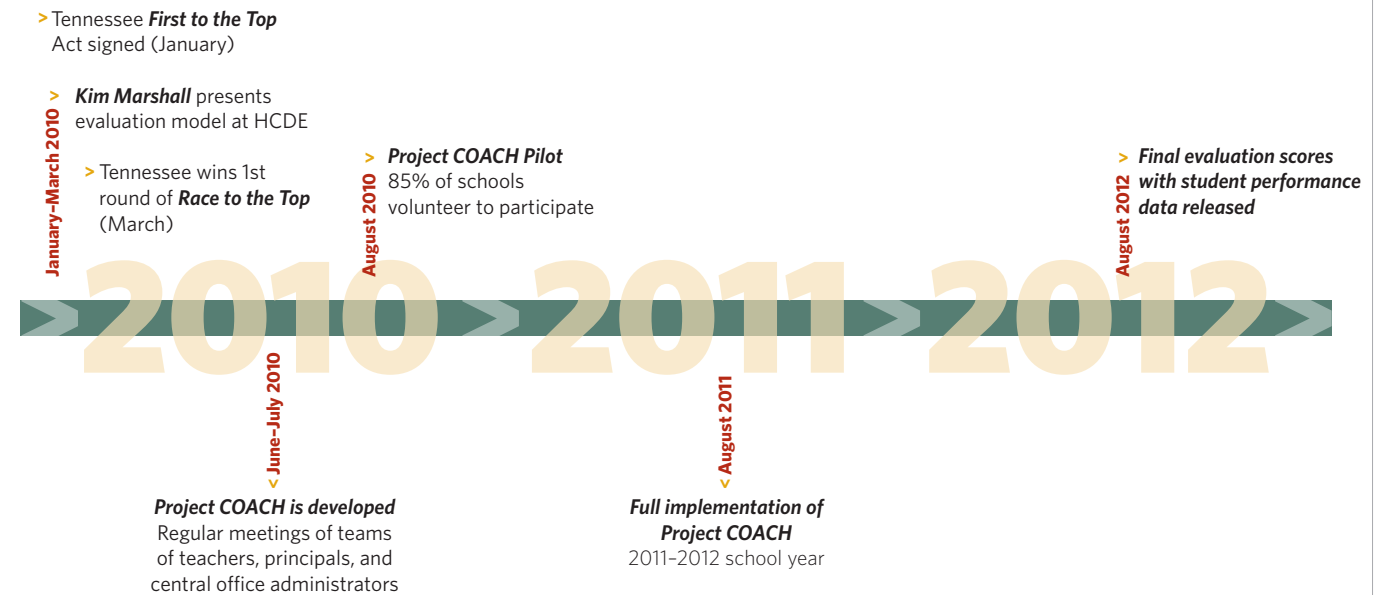 > Tennessee First to the Top
Act signed (January)
> Kim Marshall presents
evaluation model at HCDE
> Tennessee wins 1st
round of Race to the Top
(March)
January–March 2010
> Project COACH Pilot
85% of schools
volunteer to participate
August 2010
> Final evaluation scores
with student performance
data released
August 2012
2010
2011
2012
< June–July 2010
Project COACH is developed
Regular meetings of teams
of teachers, principals, and
central office administrators
< August 2011
Full implementation of
Project COACH
2011–2012 school year